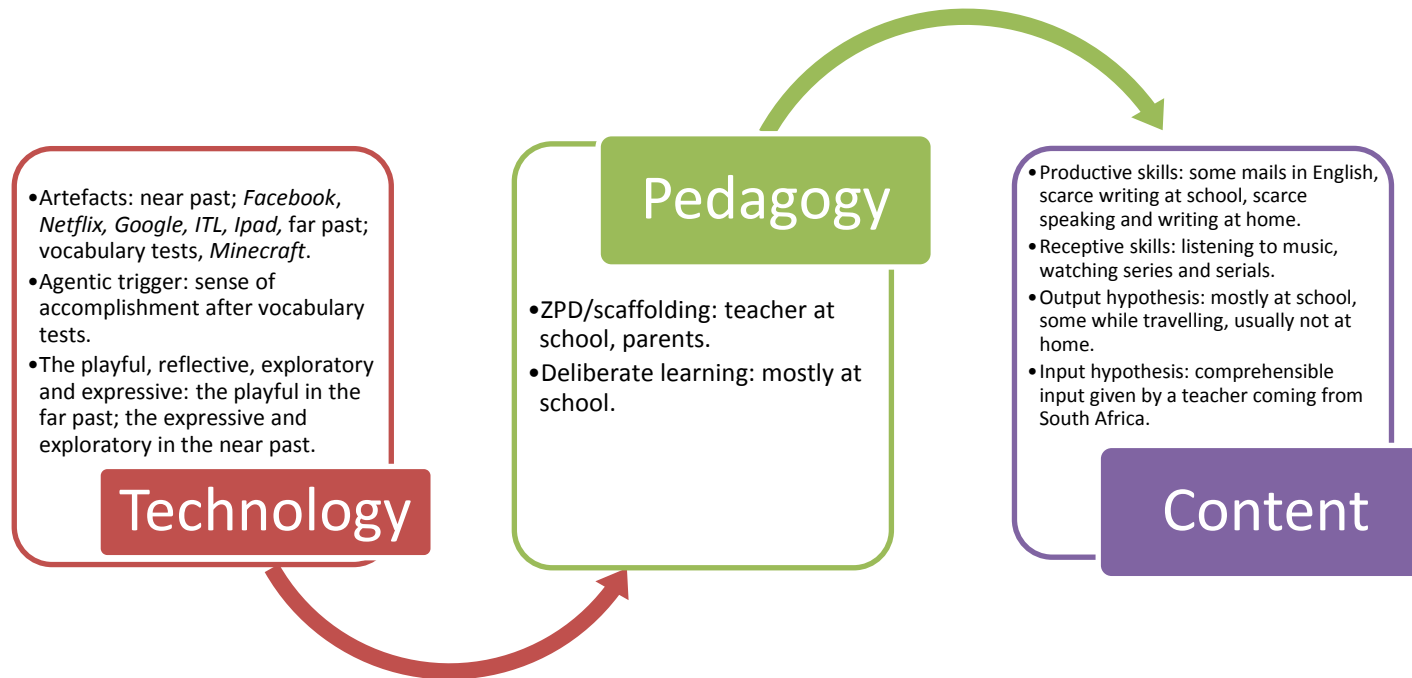 •Artefacts: near past; Facebook,
Netflix, Google, ITL, Ipad, far past;
vocabulary tests, Minecraft.
•Agentic trigger: sense of
accomplishment after vocabulary
tests.
•The playful, reflective, exploratory
and expressive: the playful in the
far past; the expressive and
exploratory in the near past.
Technology
Pedagogy
•ZPD/scaffolding: teacher at
school, parents.
•Deliberate learning: mostly at
school.
•Productive skills: some mails in English,
scarce writing at school, scarce
speaking and writing at home.
•Receptive skills: listening to music,
watching series and serials.
•Output hypothesis: mostly at school,
some while travelling, usually not at
home.
•Input hypothesis: comprehensible
input given by a teacher coming from
South Africa.
Content